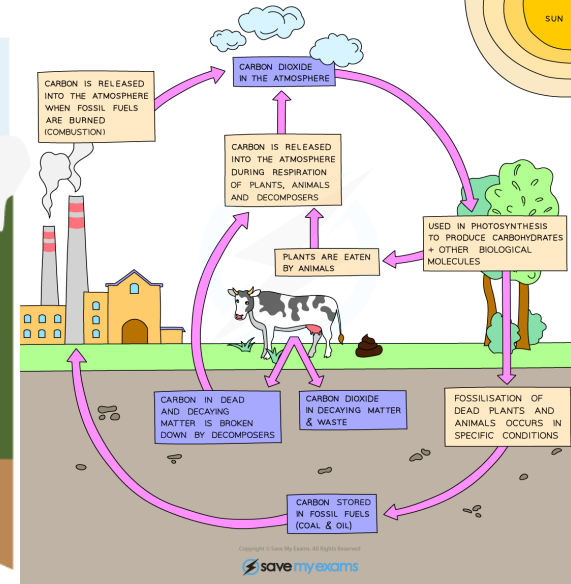 SUN
CARBON DIOXIDE
IN THE ATMOSPHERE
CARBON IS RELEASED
INTO THE ATMOSPHERE
WHEN FOSSIL FUELS
ARE BURNED
(COMBUSTION)
CARBON IS RELEASED
INTO THE ATMOSPHERE
DURING RESPIRATION
OF PLANTS, ANIMALS
AND DECOMPOSERS
USED IN PHOTOSYNTHESIS
TO PRODUCE CARBOHYDRATES
+ OTHER BIOLOGICAL
MOLECULES
PLANTS ARE EATEN
BY ANIMALS
CARBON IN DEAD
AND DECAYING
MATTER IS BROKEN
DOWN BY DECOMPOSERS
CARBON DIOXIDE
IN DECAYING MATTER
& WASTE
FOSSILISATION OF
DEAD PLANTS AND
ANIMALS OCCURS IN
SPECIFIC CONDITIONS
CARBON STORED
IN FOSSIL FUELS
(COAL & OIL)
Copyright © Save My Exams. All Rights Reserved
savemyexams